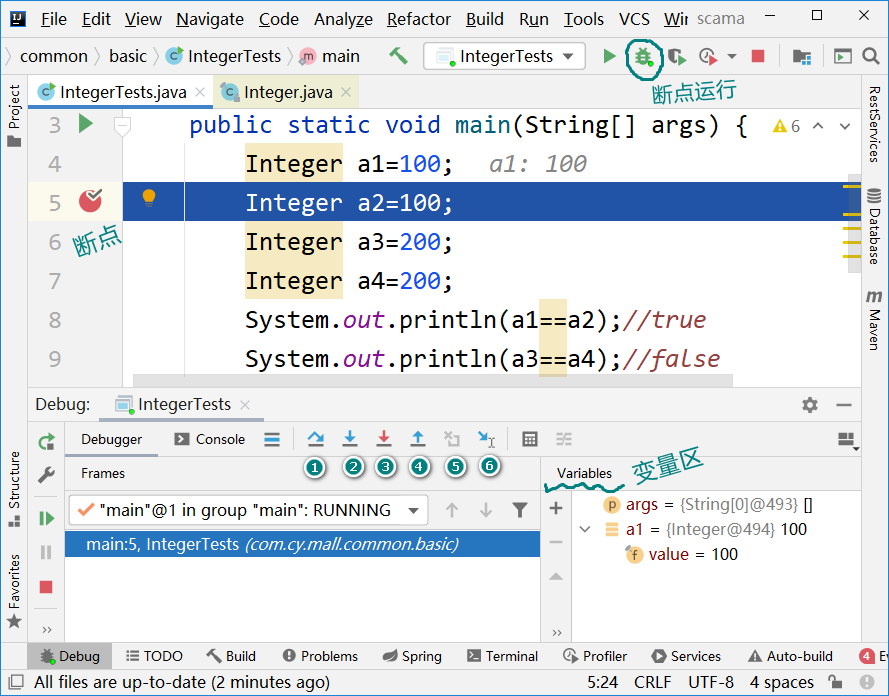 File Edit View Navigate Code Analyze Refactor Build Run Tools VCS Wir scama
common basic IntegerTests main IntegerTests
断点运行
IntegerTests.java Integer.java
Project
RestServices
Database
Maven
3 public static void main(String[] args) { 6
4 Integer a1=100; a1: 100
5 Integer a2=100;
断点
6 Integer a3=200;
7 Integer a4=200;
8 System.out.println(a1==a2);//true
9 System.out.println(a3==a4);//false
Debug: IntegerTests
Debugger Console
1 2 3 4 5 6
Frames Variables 变量区
"main"@1 in group "main": RUNNING
main:5, IntegerTests (com.cy.mall.common.basic)
args = {String[0]@493} []
a1 = {Integer@494} 100
value = 100
Structure
Favorites
Debug TODO Build Problems Spring Terminal Profiler Services Auto-build 4 Ev
All files are up-to-date (2 minutes ago) 5:24 CRLF UTF-8 4 spaces